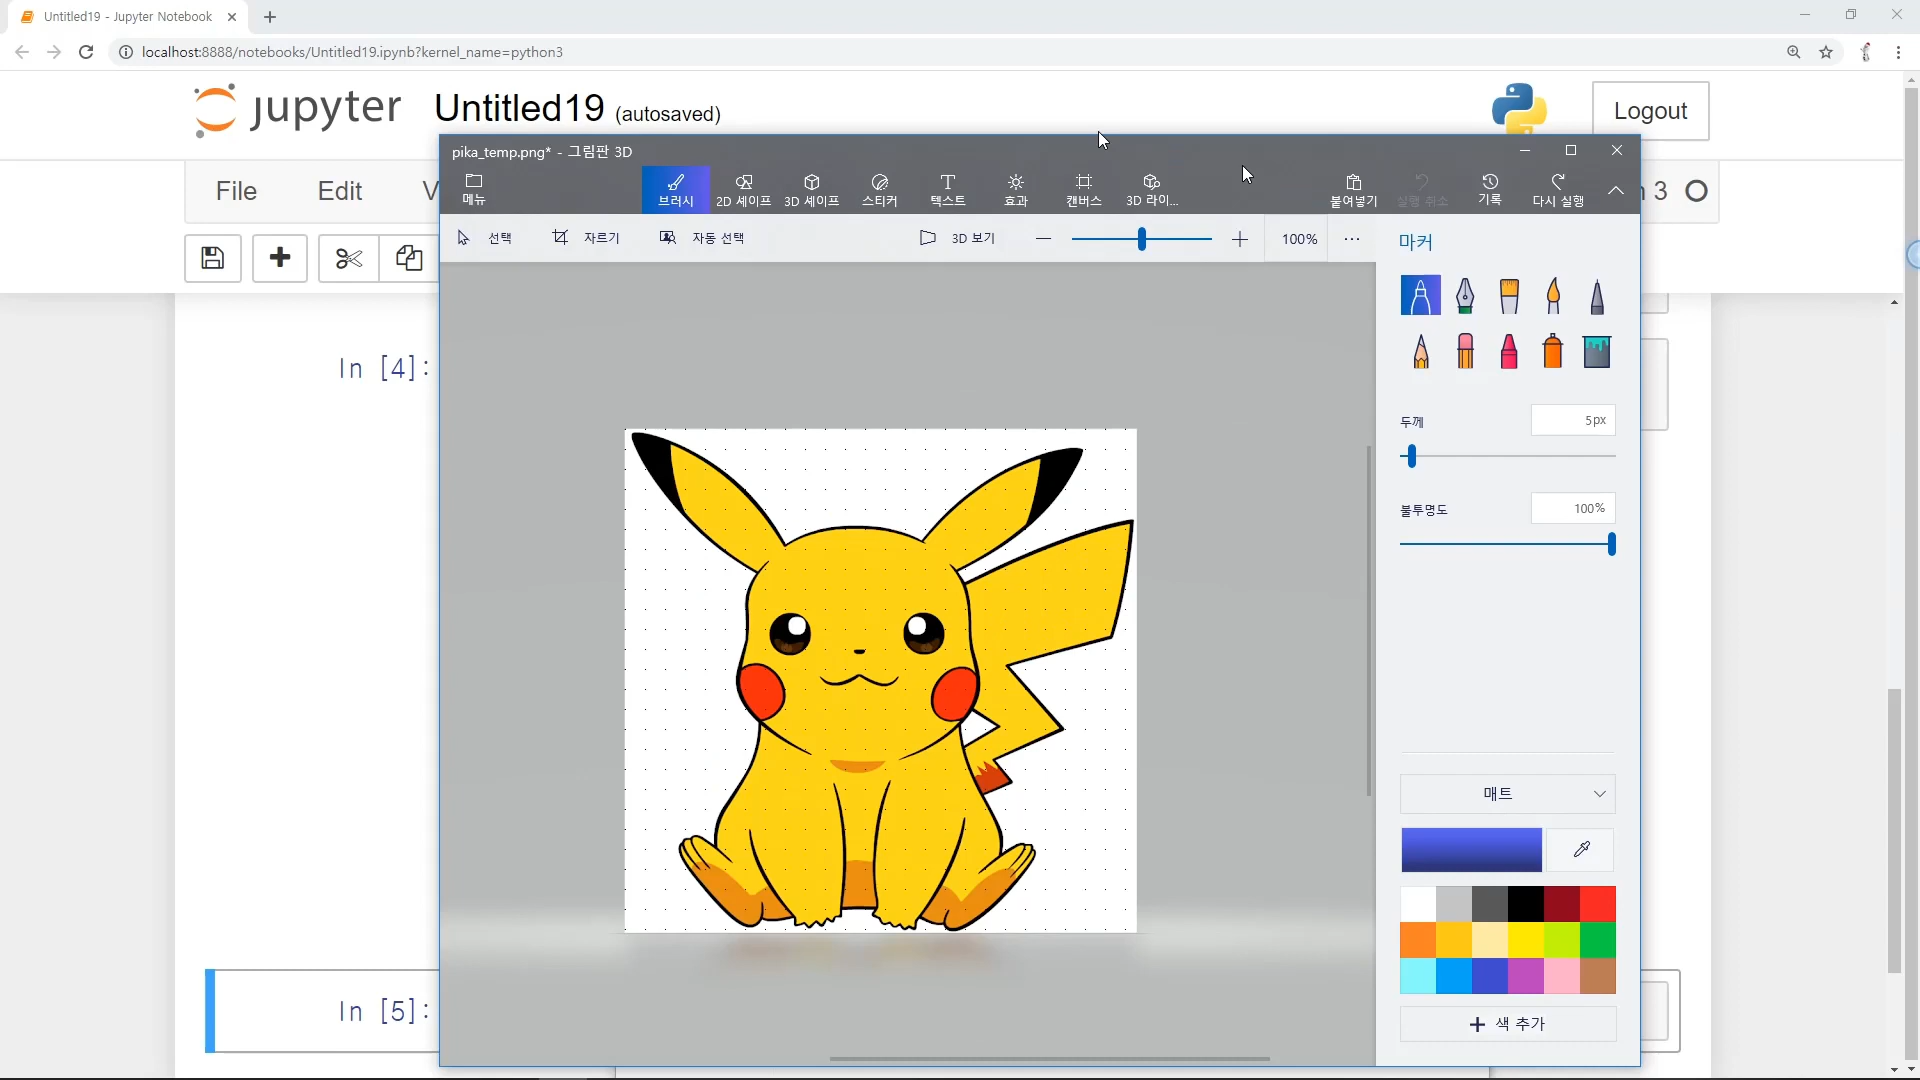 Untitled19 - Jupyter Notebook
localhost:8888/notebooks/Untitled19.ipynb?kernel_name=python3
jupyter Untitled19 (autosaved)
Logout
pika_temp.png* - 그림판 3D
File Edit V
메뉴 브러시 2D 셰이프 3D 셰이프 스티커 텍스트 효과 캔버스 3D 라이... 붙여넣기 실행 취소 기록 다시 실행
3
선택 자르기 자동 선택 3D 보기 100% ...
마커
In [4]:
두께 5px
불투명도 100%
매트
In [5]:
+ 색 추가